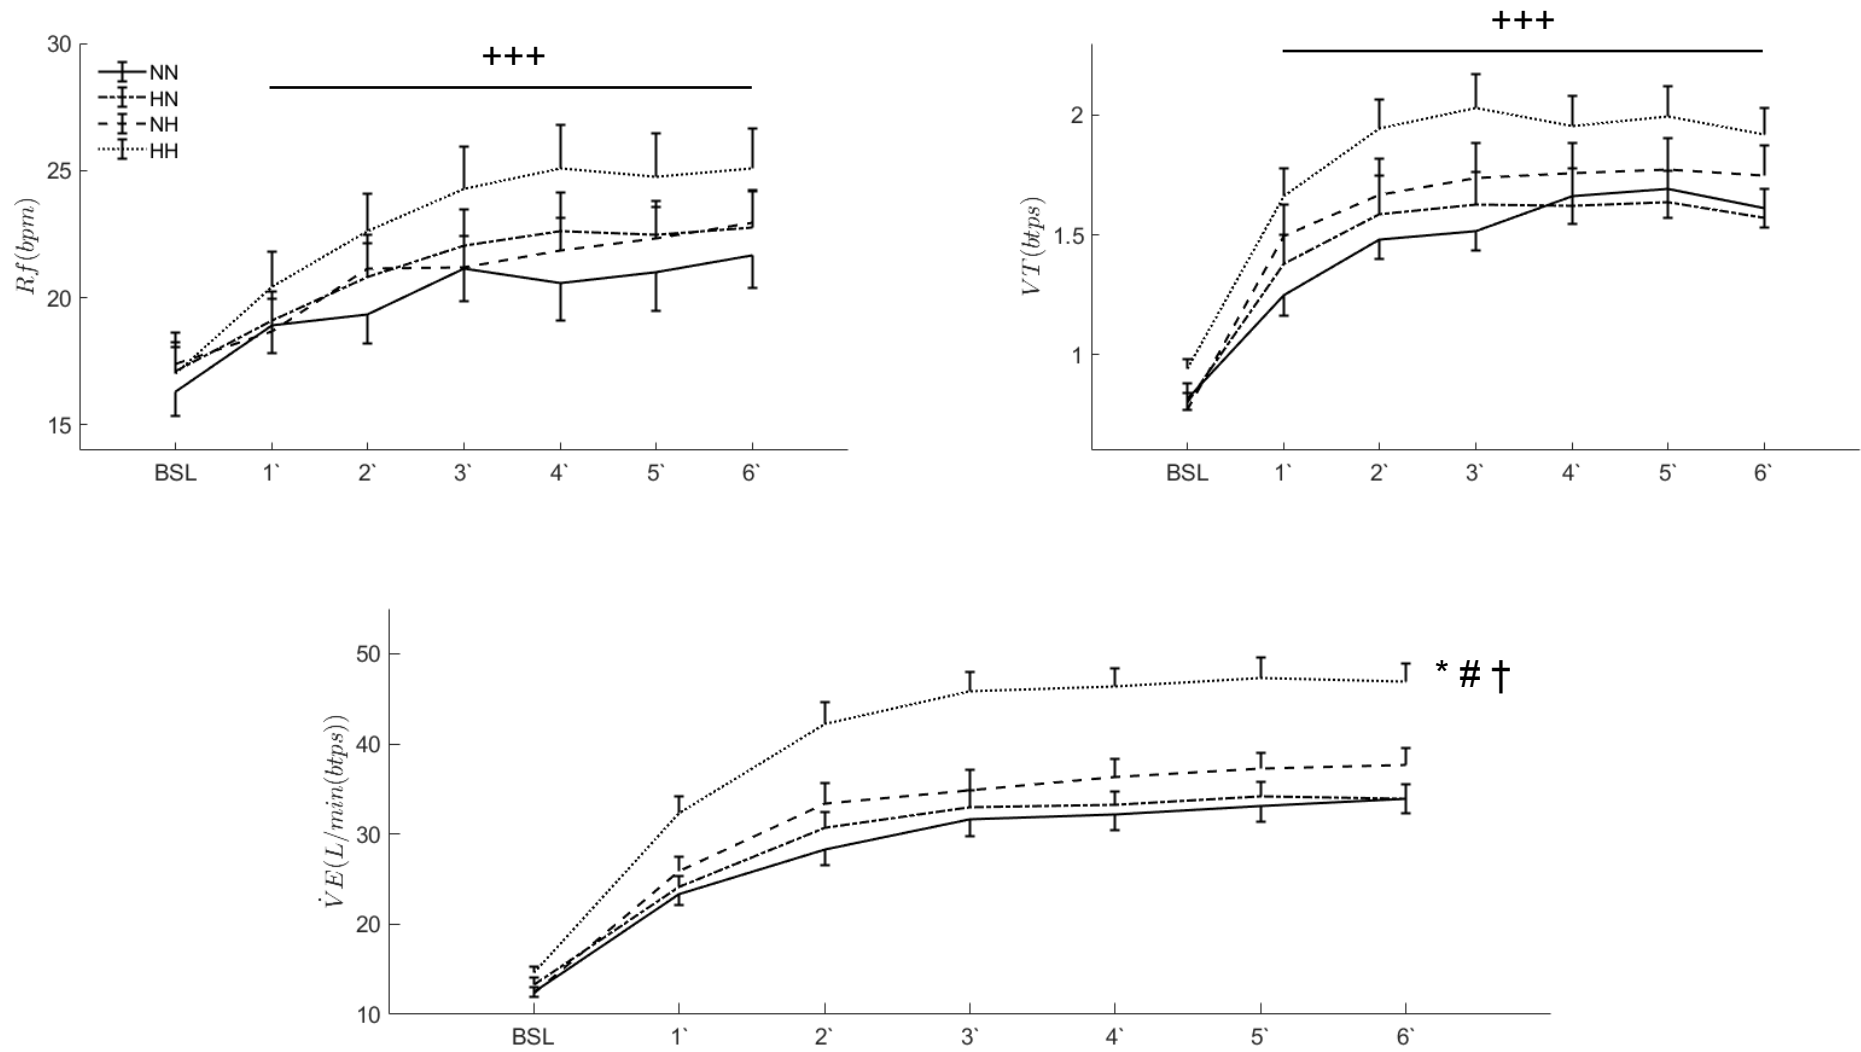 +++
30
25
20
15
Rf(bpm)
NN
HN
NH
HH
BSL 1` 2` 3` 4` 5` 6`
+++
2
1.5
1
VT(btps)
BSL 1` 2` 3` 4` 5` 6`
50
40
30
20
10
V̇E(L/min(btps))
* # †
BSL 1` 2` 3` 4` 5` 6`